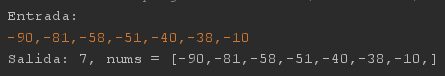 Entrada:
-90,-81,-58,-51,-40,-38,-10
Salida: 7, nums = [-90,-81,-58,-51,-40,-38,-10,]